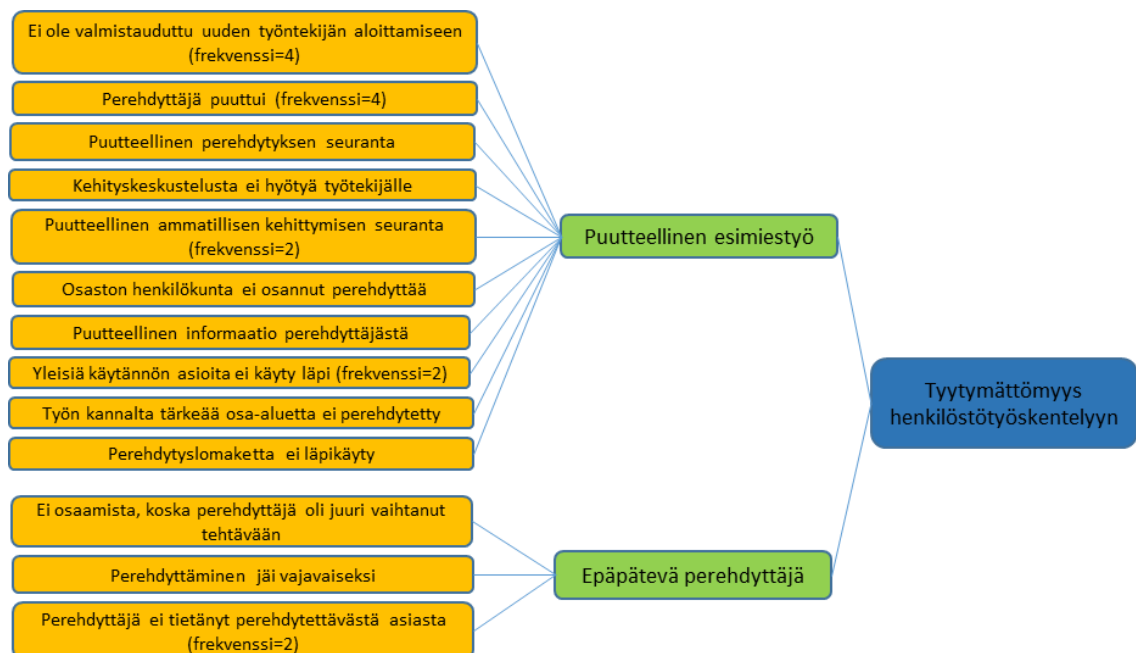 Ei ole valmistauduttu uuden työntekijän aloittamiseen
(frekvenssi=4)
Perehdyttäjä puuttui (frekvenssi=4)
Puutteellinen perehdytyksen seuranta
Kehityskeskustelusta ei hyötyä työtekijälle
Puutteellinen ammatillisen kehittymisen seuranta
(frekvenssi=2)
Osaston henkilökunta ei osannut perehdyttää
Puutteellinen informaatio perehdyttäjästä
Yleisiä käytännön asioita ei käyty läpi (frekvenssi=2)
Työn kannalta tärkeää osa-aluetta ei perehdytetty
Perehdytyslomaketta ei läpikäyty
Ei osaamista, koska perehdyttäjä oli juuri vaihtanut
tehtävään
Perehdyttäminen jäi vajavaiseksi
Perehdyttäjä ei tietänyt perehdytettävästä asiasta
(frekvenssi=2)
Puutteellinen esimiestyö
Epäpätevä perehdyttäjä
Tyytymättömyys
henkilöstötyöskentelyyn